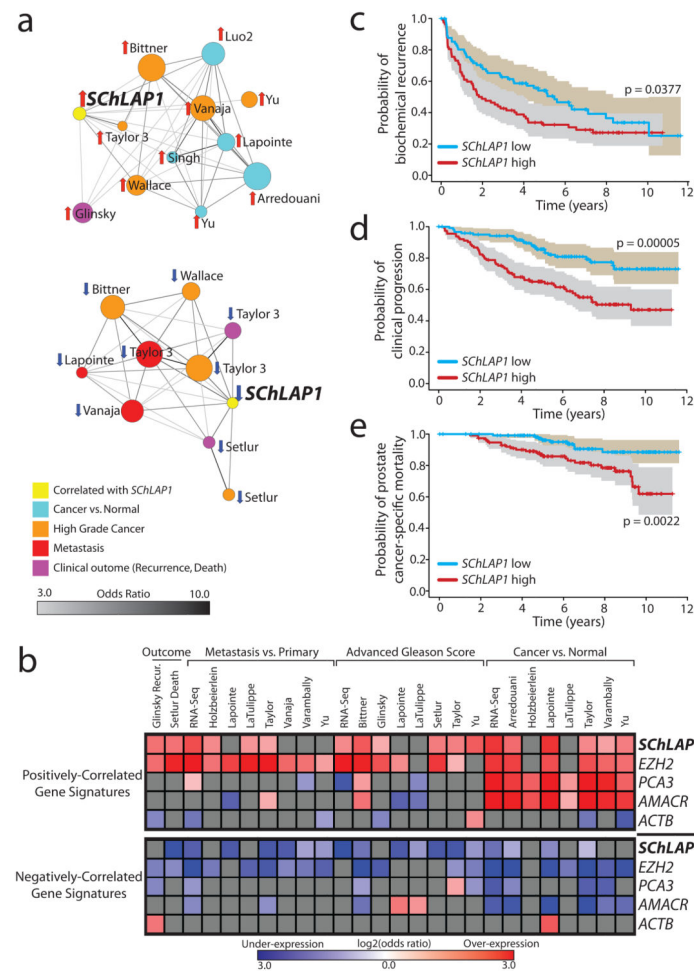 a
Luo2
Bittner
SChLAP1
Yu
Vanaja
Taylor 3
Lapointe
Singh
Wallace
Arredouani
Glinsky
Yu
Wallace
Bittner
Taylor 3
Lapointe
Taylor 3
Taylor 3
SChLAP1
Vanaja
Setlur
Setlur
Correlated with SChLAP1
Cancer vs. Normal
High Grade Cancer
Metastasis
Clinical outcome (Recurrence, Death)
3.0 Odds Ratio 10.0
c
Probability of
biochemical recurrence
1.0
0.8
0.6
0.4
0.2
0.0
p = 0.0377
SChLAP1 low
SChLAP1 high
0 2 4 6 8 10 12
Time (years)
d
Probability of
clinical progression
1.0
0.8
0.6
0.4
0.2
0.0
p = 0.00005
SChLAP1 low
SChLAP1 high
0 2 4 6 8 10 12
Time (years)
e
Probability of prostate
cancer-specific mortality
1.0
0.8
0.6
0.4
0.2
0.0
p = 0.0022
SChLAP1 low
SChLAP1 high
0 2 4 6 8 10 12
Time (years)
b
Outcome Metastasis vs. Primary Advanced Gleason Score Cancer vs. Normal
Glinsky Recur.
Setlur Death
RNA-Seq
Holzbeierlein
Lapointe
LaTulippe
Taylor
Vanaja
Varambally
Yu
RNA-Seq
Bittner
Glinsky
Lapointe
LaTulippe
Setlur
Taylor
Yu
RNA-Seq
Arredouani
Holzbeierlein
Lapointe
LaTulippe
Taylor
Varambally
Yu
Positively-Correlated
Gene Signatures
SChLAP
EZH2
PCA3
AMACR
ACTB
Negatively-Correlated
Gene Signatures
SChLAP
EZH2
PCA3
AMACR
ACTB
Under-expression log2(odds ratio) Over-expression
3.0 0.0 3.0